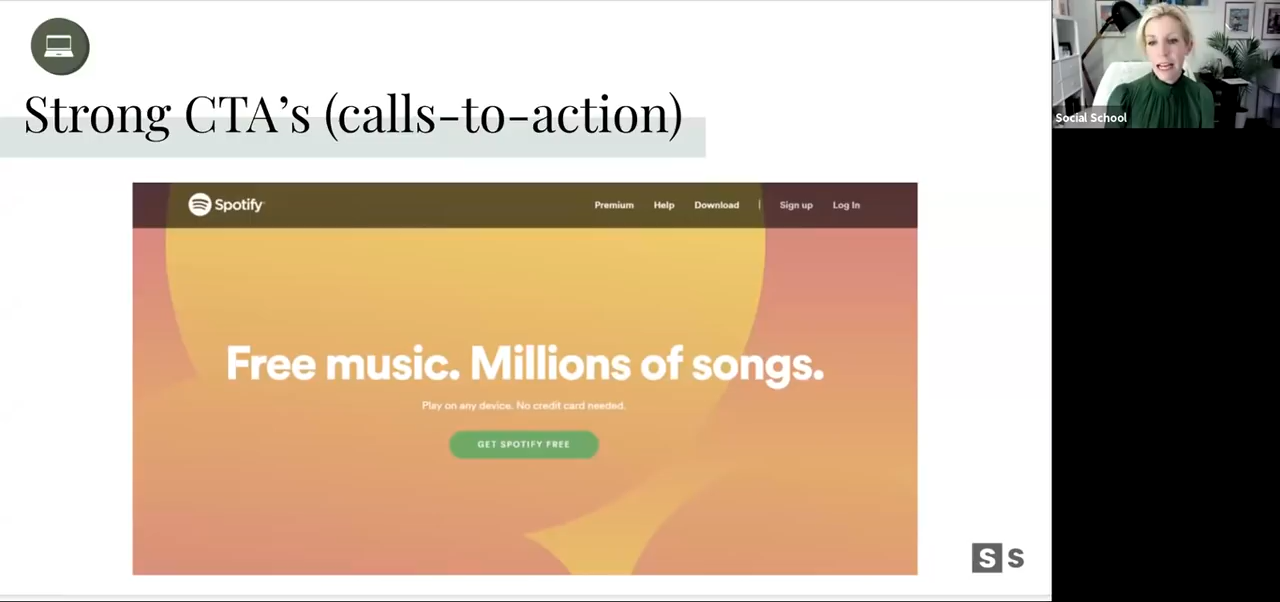 Strong CTA's (calls-to-action)
Spotify
Premium Help Download | Sign up Log In
Free music. Millions of songs.
Play on any device. No credit card needed.
GET SPOTIFY FREE
S S
Social School